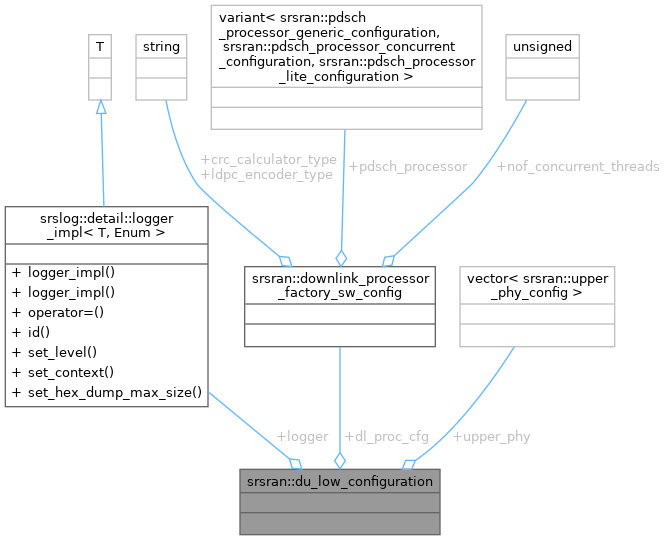 variant< srsran::pdsch
_processor_generic_configuration,
srsran::pdsch_processor_concurrent
_configuration, srsran::pdsch_processor
_lite_configuration >
T
string
unsigned
+crc_calculator_type
+ldpc_encoder_type
+pdsch_processor
+nof_concurrent_threads
srslog::detail::logger
_impl< T, Enum >
+ logger_impl()
+ logger_impl()
+ operator=()
+ id()
+ set_level()
+ set_context()
+ set_hex_dump_max_size()
srsran::downlink_processor
_factory_sw_config
vector< srsran::upper
_phy_config >
+logger
+dl_proc_cfg
+upper_phy
srsran::du_low_configuration